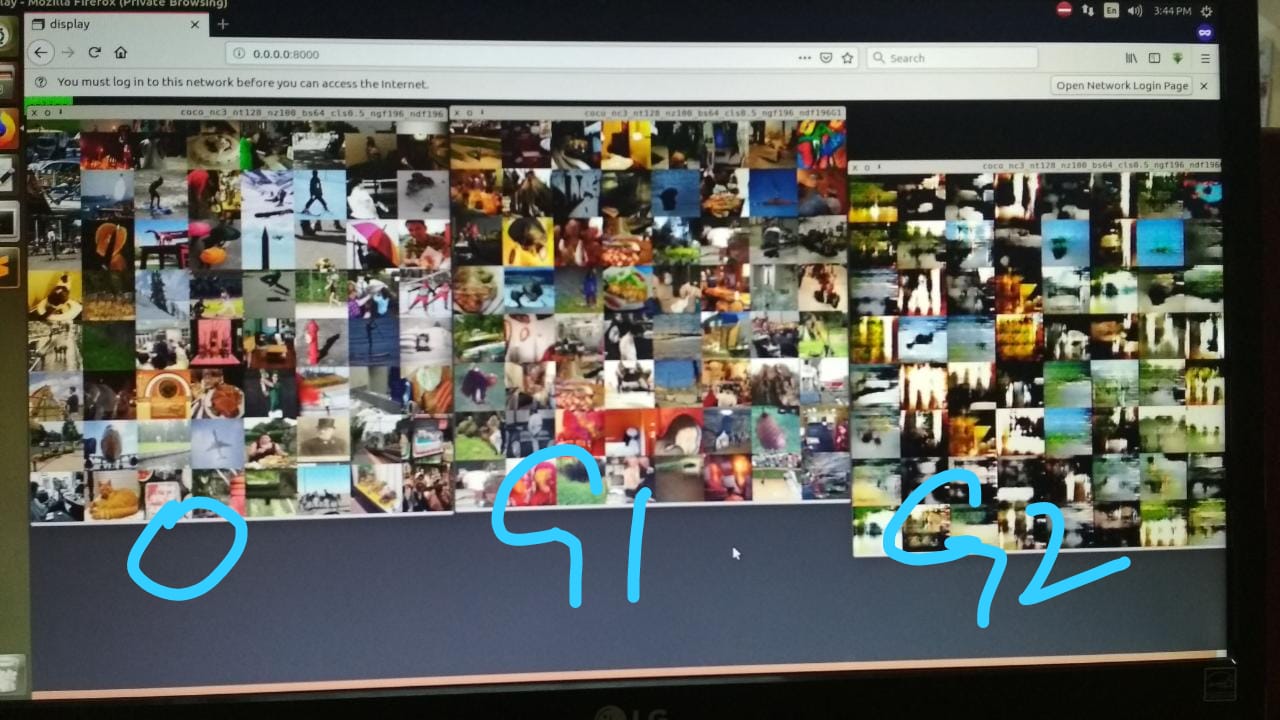 lay - Mozilla Firefox (Private Browsing)
En
3:44 PM
display
0.0.0.0:8000
Search
You must log in to this network before you can access the Internet.
Open Network Login Page
coco_nc3_nt128_nz100_bs64_cls0.5_ngf196_ndf196
coco_nc3_nt128_nz100_bs64_cls0.5_ngf196_ndf196G1
coco_nc3_nt128_nz100_bs64_cls0.5_ngf196_ndf196
O
G1
G2
LG